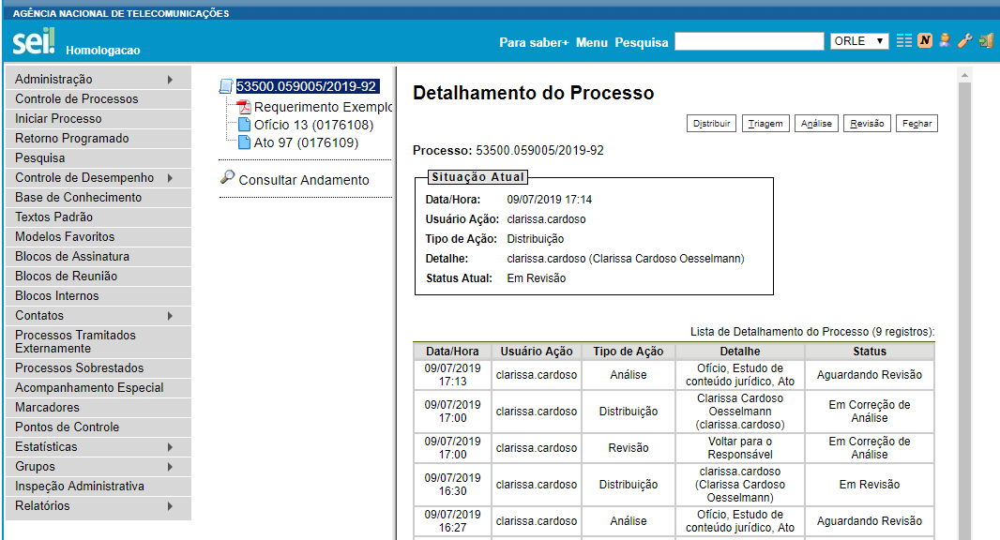 AGÊNCIA NACIONAL DE TELECOMUNICAÇÕES
sei!
Homologacao
Para saber+ Menu Pesquisa
ORLE
N
Administração
Controle de Processos
Iniciar Processo
Retorno Programado
Pesquisa
Controle de Desempenho
Base de Conhecimento
Textos Padrão
Modelos Favoritos
Blocos de Assinatura
Blocos de Reunião
Blocos Internos
Contatos
Processos Tramitados
Externamente
Processos Sobrestados
Acompanhamento Especial
Marcadores
Pontos de Controle
Estatísticas
Grupos
Inspeção Administrativa
Relatórios
53500.059005/2019-92
Requerimento Exemplo
Ofício 13 (0176108)
Ato 97 (0176109)
Consultar Andamento
Detalhamento do Processo
Distribuir Triagem Análise Revisão Fechar
Processo: 53500.059005/2019-92
Situação Atual
Data/Hora: 09/07/2019 17:14
Usuário Ação: clarissa.cardoso
Tipo de Ação: Distribuição
Detalhe: clarissa.cardoso (Clarissa Cardoso Oesselmann)
Status Atual: Em Revisão
Lista de Detalhamento do Processo (9 registros):
Data/Hora Usuário Ação Tipo de Ação Detalhe Status
09/07/2019
17:13
clarissa.cardoso
Análise
Ofício, Estudo de
conteúdo jurídico, Ato
Aguardando Revisão
09/07/2019
17:00
clarissa.cardoso
Distribuição
Clarissa Cardoso
Oesselmann
(clarissa.cardoso)
Em Correção de
Análise
09/07/2019
17:00
clarissa.cardoso
Revisão
Voltar para o
Responsável
Em Correção de
Análise
09/07/2019
16:30
clarissa.cardoso
Distribuição
clarissa.cardoso
(Clarissa Cardoso
Oesselmann)
Em Revisão
09/07/2019
16:27
clarissa.cardoso
Análise
Ofício, Estudo de
conteúdo jurídico, Ato
Aguardando Revisão